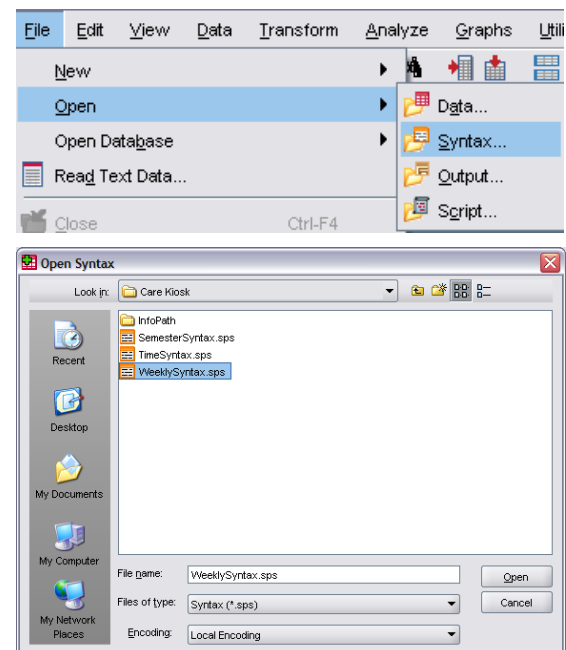 File Edit View Data Transform Analyze Graphs Utili
New
Open
Data...
Open Database
Syntax...
Read Text Data...
Output...
Script...
Close Ctrl-F4
Open Syntax
Look in: Care Kiosk
InfoPath
SemesterSyntax.sps
TimeSyntax.sps
WeeklySyntax.sps
Recent
Desktop
My Documents
My Computer
My Network
Places
File name: WeeklySyntax.sps Open
Files of type: Syntax (*.sps) Cancel
Encoding: Local Encoding